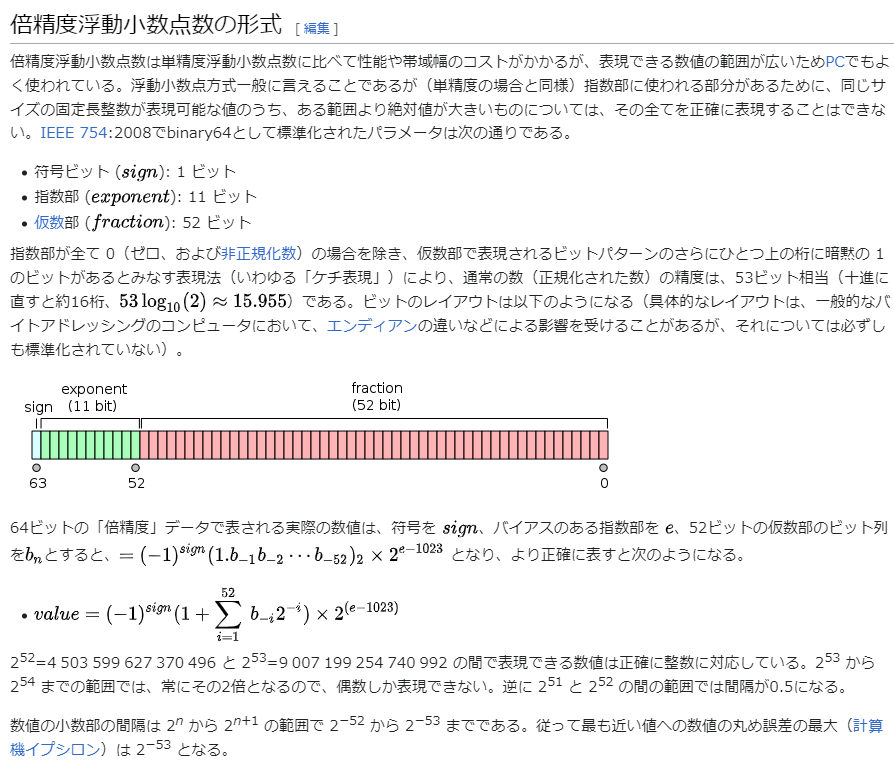 倍精度浮動小数点数の形式 [ 編集 ]
倍精度浮動小数点数は単精度浮動小数点数に比べて性能や帯域幅のコストがかかるが、表現できる数値の範囲が広いためPCでもよ
く使われている。浮動小数点方式一般に言えることであるが（単精度の場合と同様）指数部に使われる部分があるために、同じサ
イズの固定長整数が表現可能な値のうち、ある範囲より絶対値が大きいものについては、その全てを正確に表現することはできな
い。IEEE 754:2008でbinary64として標準化されたパラメータは次の通りである。
• 符号ビット (sign): 1 ビット
• 指数部 (exponent): 11 ビット
• 仮数部 (fraction): 52 ビット
指数部が全て 0（ゼロ、および非正規化数）の場合を除き、仮数部で表現されるビットパターンのさらにひとつ上の桁に暗黙の 1
のビットがあるとみなす表現法（いわゆる「ケチ表現」）により、通常の数（正規化された数）の精度は、53ビット相当（十進に
直すと約16桁、53 log₁₀(2) ≈ 15.955）である。ビットのレイアウトは以下のようになる（具体的なレイアウトは、一般的なバ
イトアドレッシングのコンピュータにおいて、エンディアンの違いなどによる影響を受けることがあるが、それについては必ずし
も標準化されていない）。
sign exponent (11 bit) fraction (52 bit)
63 52 0
64ビットの「倍精度」データで表される実際の数値は、符号を sign、バイアスのある指数部を e、52ビットの仮数部のビット列
をbₙとすると、= (−1)^sign (1.b₋₁b₋₂⋯b₋₅₂)₂ × 2^(e−1023) となり、より正確に表すと次のようになる。
• value = (−1)^sign (1 + ∑_{i=1}^{52} b₋ᵢ2^−i) × 2^(e−1023)
2⁵²=4 503 599 627 370 496 と 2⁵³=9 007 199 254 740 992 の間で表現できる数値は正確に整数に対応している。2⁵³ から
2⁵⁴ までの範囲では、常にその2倍となるので、偶数しか表現できない。逆に 2⁵¹ と 2⁵² の間の範囲では間隔が0.5になる。
数値の小数部の間隔は 2ⁿ から 2ⁿ⁺¹ の範囲で 2⁻⁵² から 2⁻⁵³ までである。従って最も近い値への数値の丸め誤差の最大（計算
機イプシロン）は 2⁻⁵³ となる。